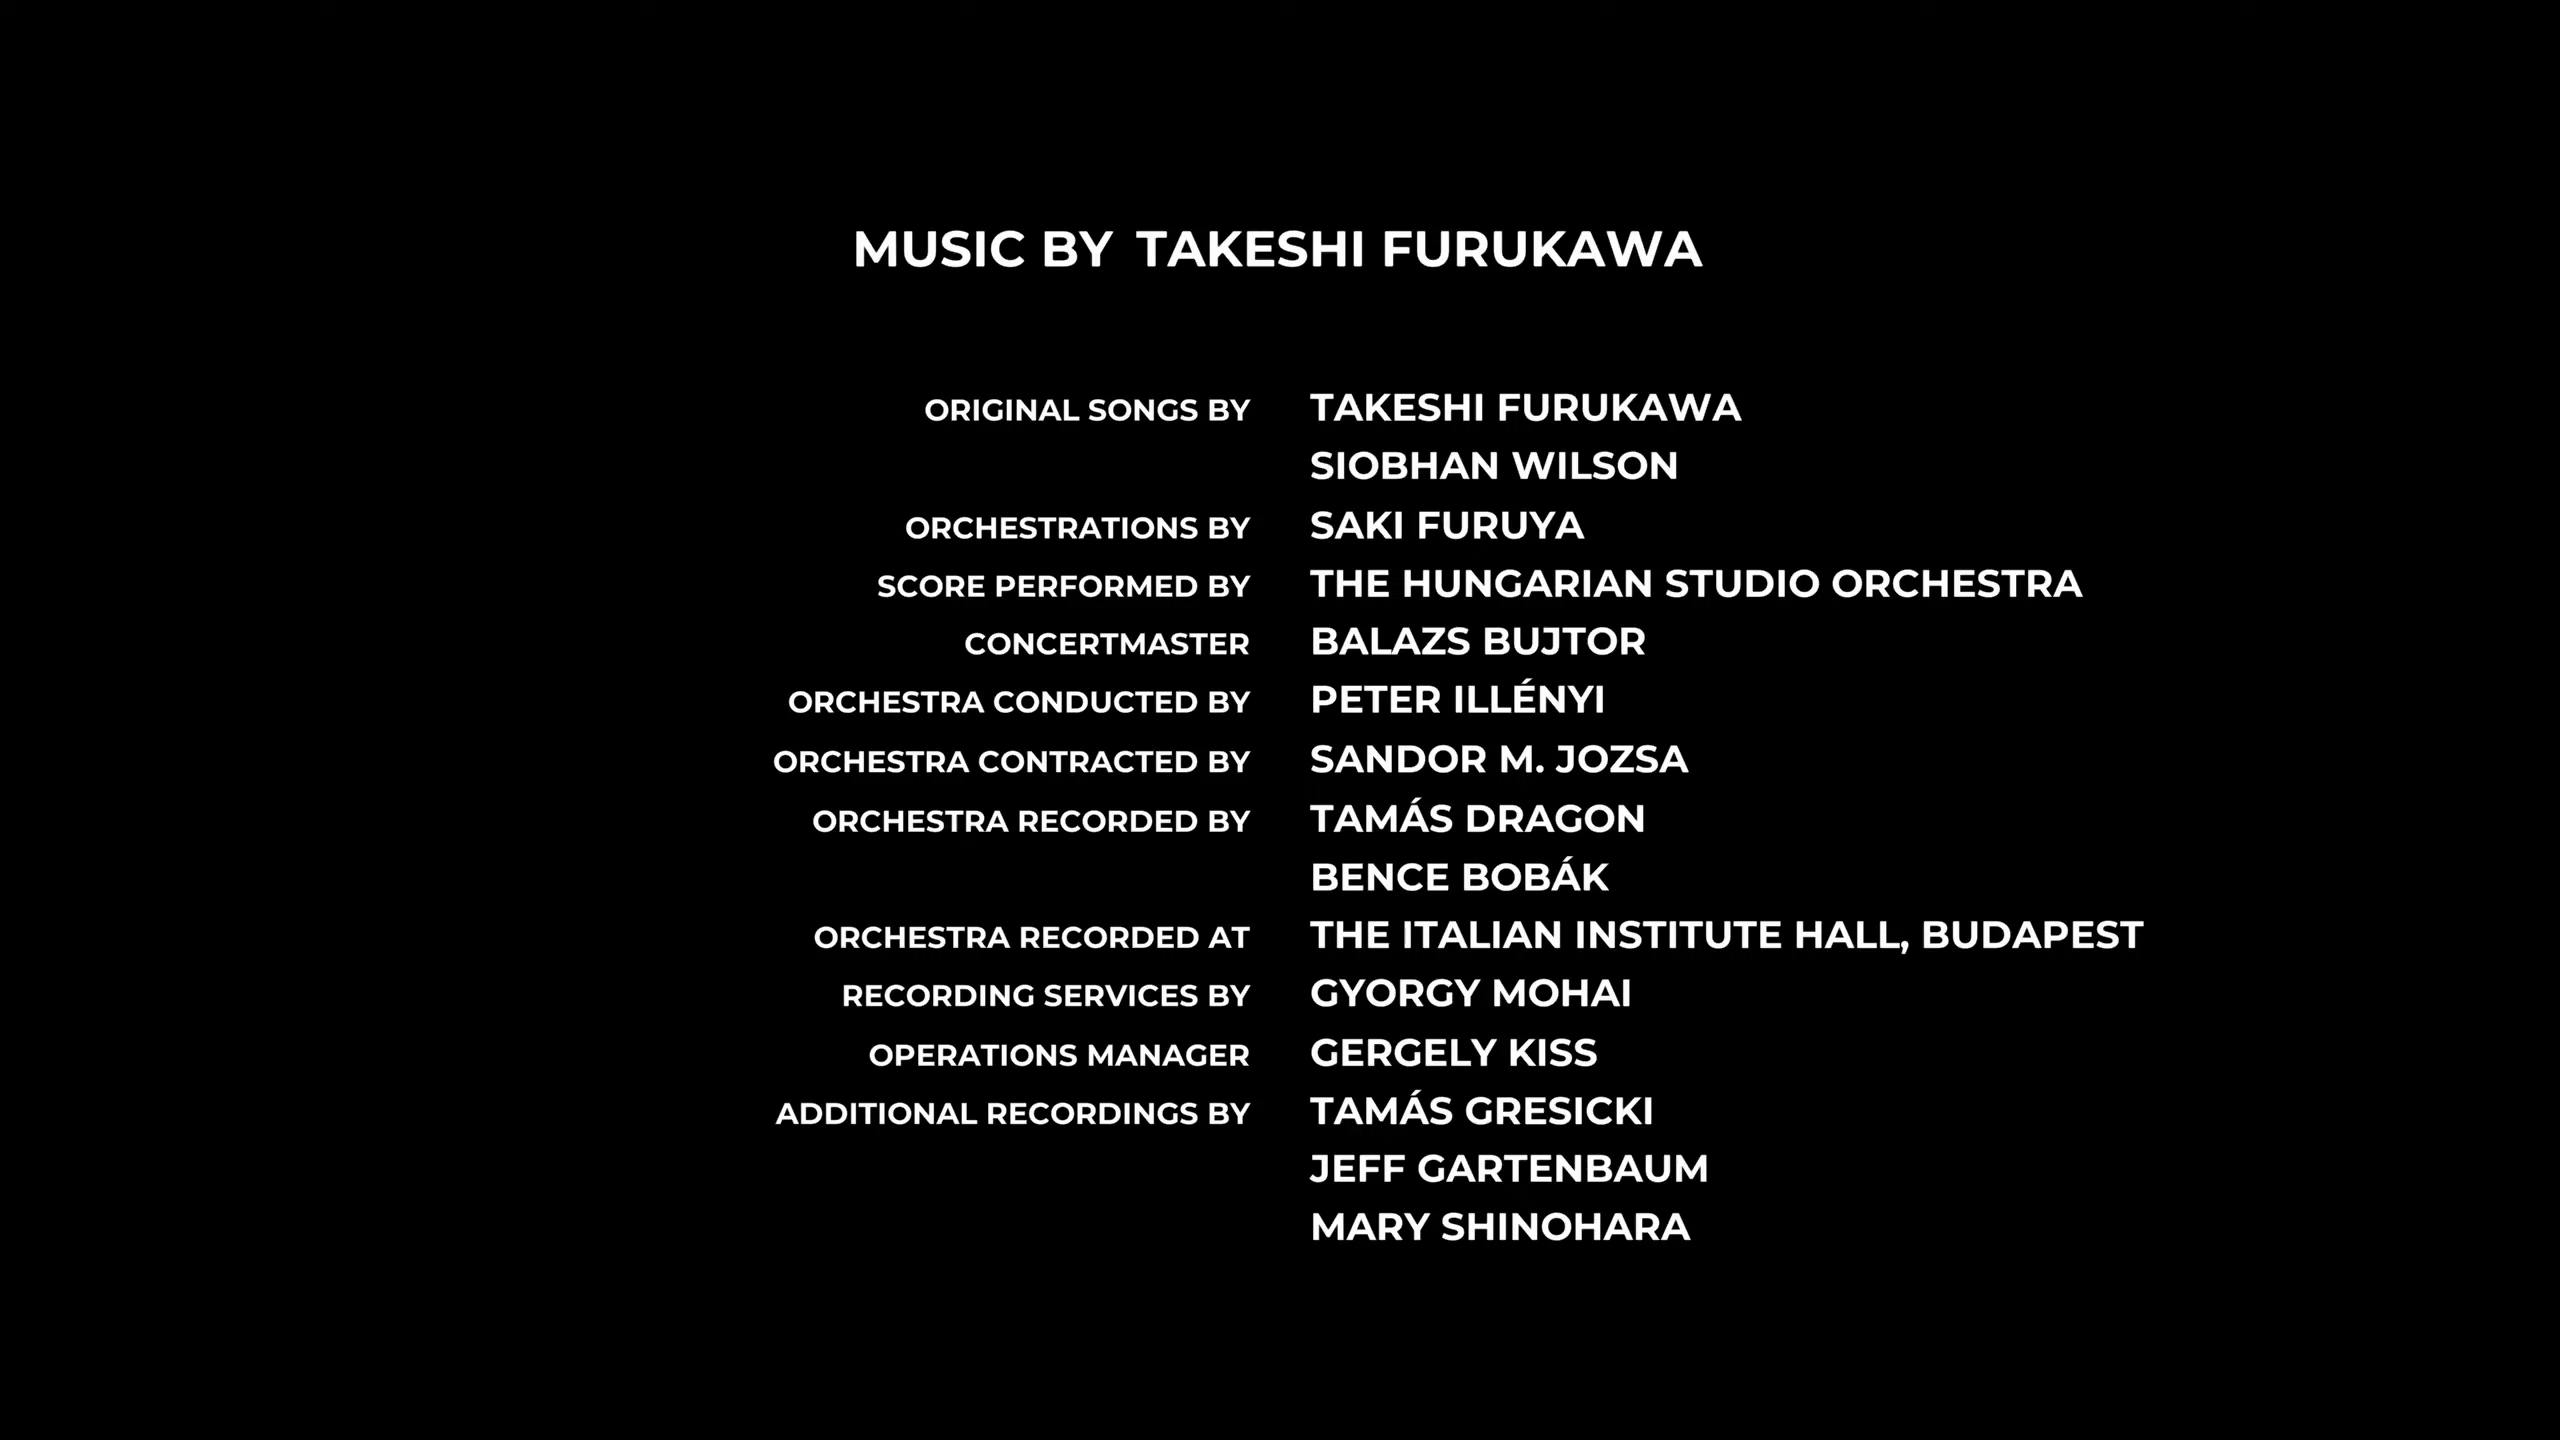 MUSIC BY TAKESHI FURUKAWA
ORIGINAL SONGS BY TAKESHI FURUKAWA
SIOBHAN WILSON
ORCHESTRATIONS BY SAKI FURUYA
SCORE PERFORMED BY THE HUNGARIAN STUDIO ORCHESTRA
CONCERTMASTER BALAZS BUJTOR
ORCHESTRA CONDUCTED BY PETER ILLÉNYI
ORCHESTRA CONTRACTED BY SANDOR M. JOZSA
ORCHESTRA RECORDED BY TAMÁS DRAGON
BENCE BOBÁK
ORCHESTRA RECORDED AT THE ITALIAN INSTITUTE HALL, BUDAPEST
RECORDING SERVICES BY GYORGY MOHAI
OPERATIONS MANAGER GERGELY KISS
ADDITIONAL RECORDINGS BY TAMÁS GRESICKI
JEFF GARTENBAUM
MARY SHINOHARA